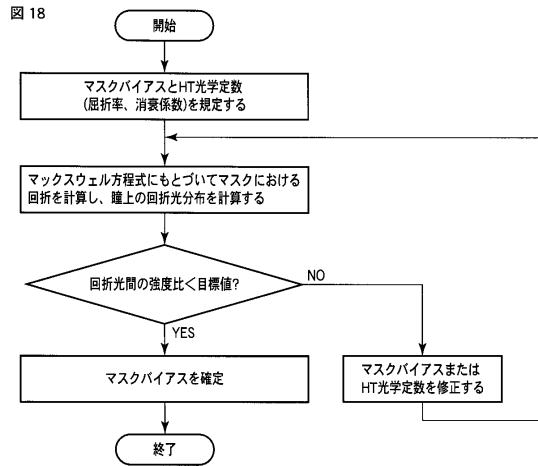 図 18
開始
マスクバイアスとHT光学定数
(屈折率、消衰係数)を規定する
マックスウェル方程式にもとづいてマスクにおける
回折を計算し、瞳上の回折光分布を計算する
回折光間の強度比<目標値?
NO
YES
マスクバイアスを確定
マスクバイアスまたは
HT光学定数を修正する
終了